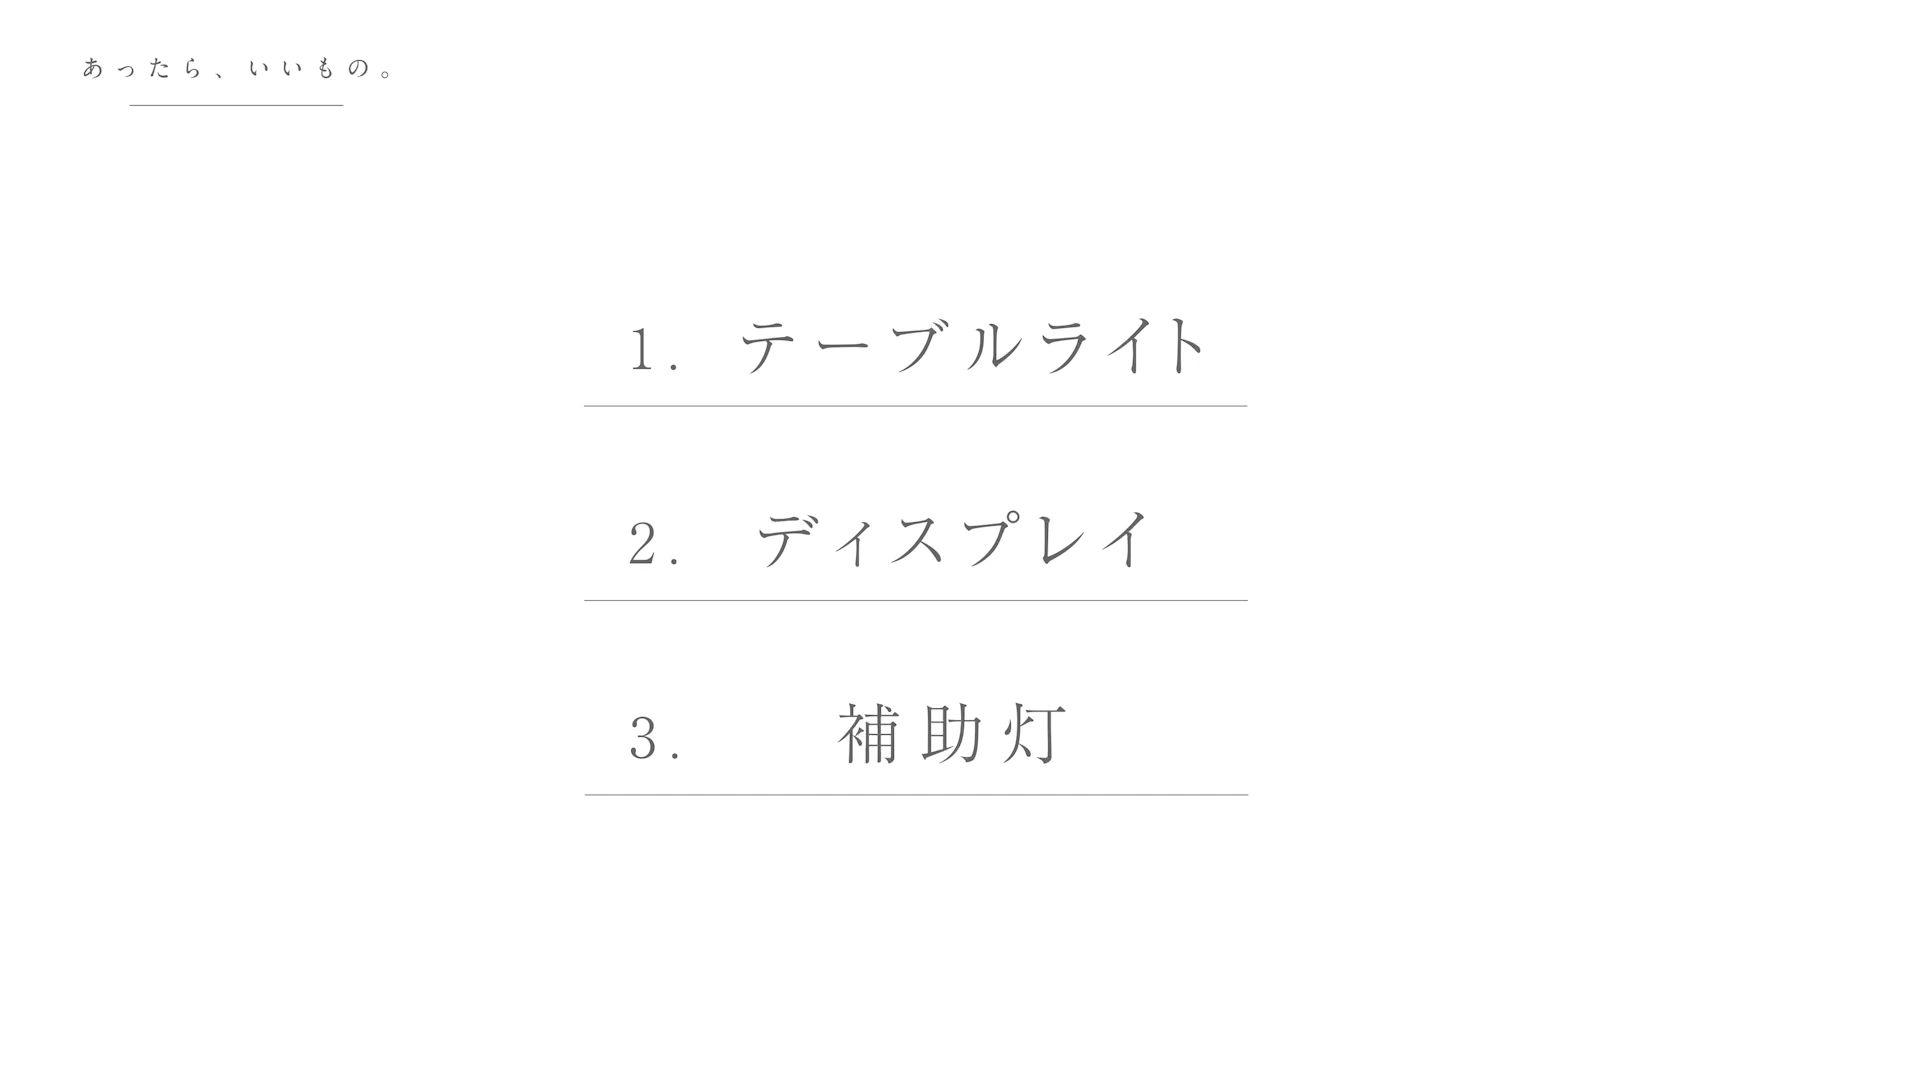 あったら、いいもの。
1. テーブルライト
2. ディスプレイ
3. 補助灯